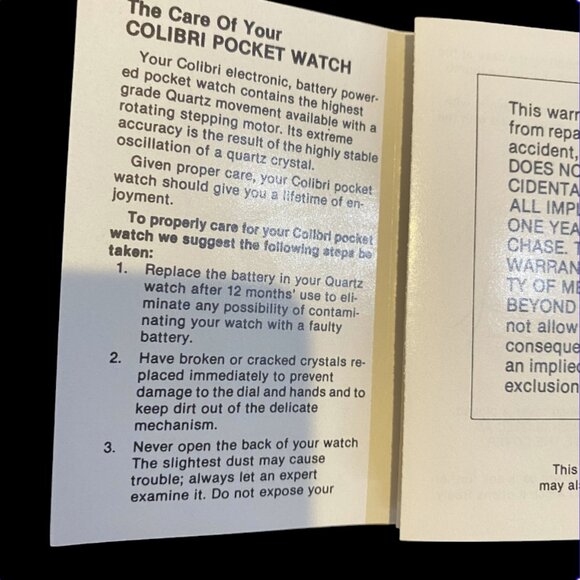 The Care Of Your
COLIBRI POCKET WATCH
Your Colibri electronic, battery power-
ed pocket watch contains the highest
grade Quartz movement available with a
rotating stepping motor. Its extreme
accuracy is the result of the highly stable
oscillation of a quartz crystal.
Given proper care, your Colibri pocket
watch should give you a lifetime of en-
joyment.
To properly care for your Colibri pocket
watch we suggest the following steps be
taken:
1. Replace the battery in your Quartz
watch after 12 months' use to eli-
minate any possibility of contami-
nating your watch with a faulty
battery.
2. Have broken or cracked crystals re-
placed immediately to prevent
damage to the dial and hands and to
keep dirt out of the delicate
mechanism.
3. Never open the back of your watch
The slightest dust may cause
trouble; always let an expert
examine it. Do not expose your
This warr
from repa
accident,
DOES NO
CIDENTA
ALL IMPL
ONE YEA
CHASE. T
WARRAN
TY OF ME
BEYOND
not allow
conseque
an implied
exclusion
This
may al